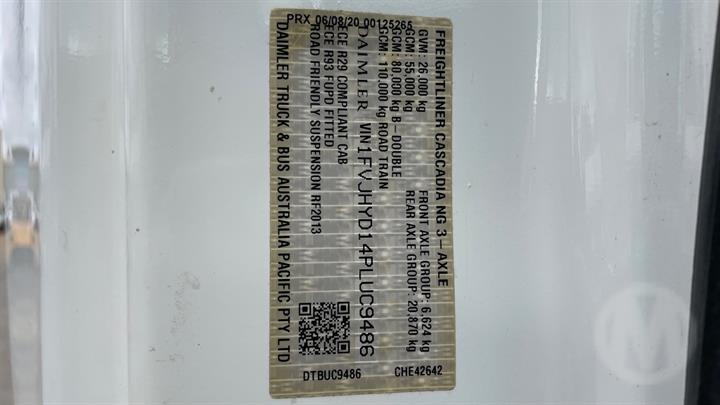 FREIGHTLINER CASCADIA NG 3-AXLE
GVM: 26,000 kg FRONT AXLE GROUP: 6,624 kg
GCM: 55,000 kg REAR AXLE GROUP: 20,870 kg
GCM: 80,000 kg B-DOUBLE
GCM: 110,000 kg ROAD TRAIN
DAIMLER VIN1FVJHYD14PLUC9486
ECE R29 COMPLIANT CAB
ECE R93 FUPD FITTED
ROAD FRIENDLY SUSPENSION RF2013
DAIMLER TRUCK & BUS AUSTRALIA PACIFIC PTY LTD
PRX 06/08/20 00125265
DTBUC9486 CHE42642
M